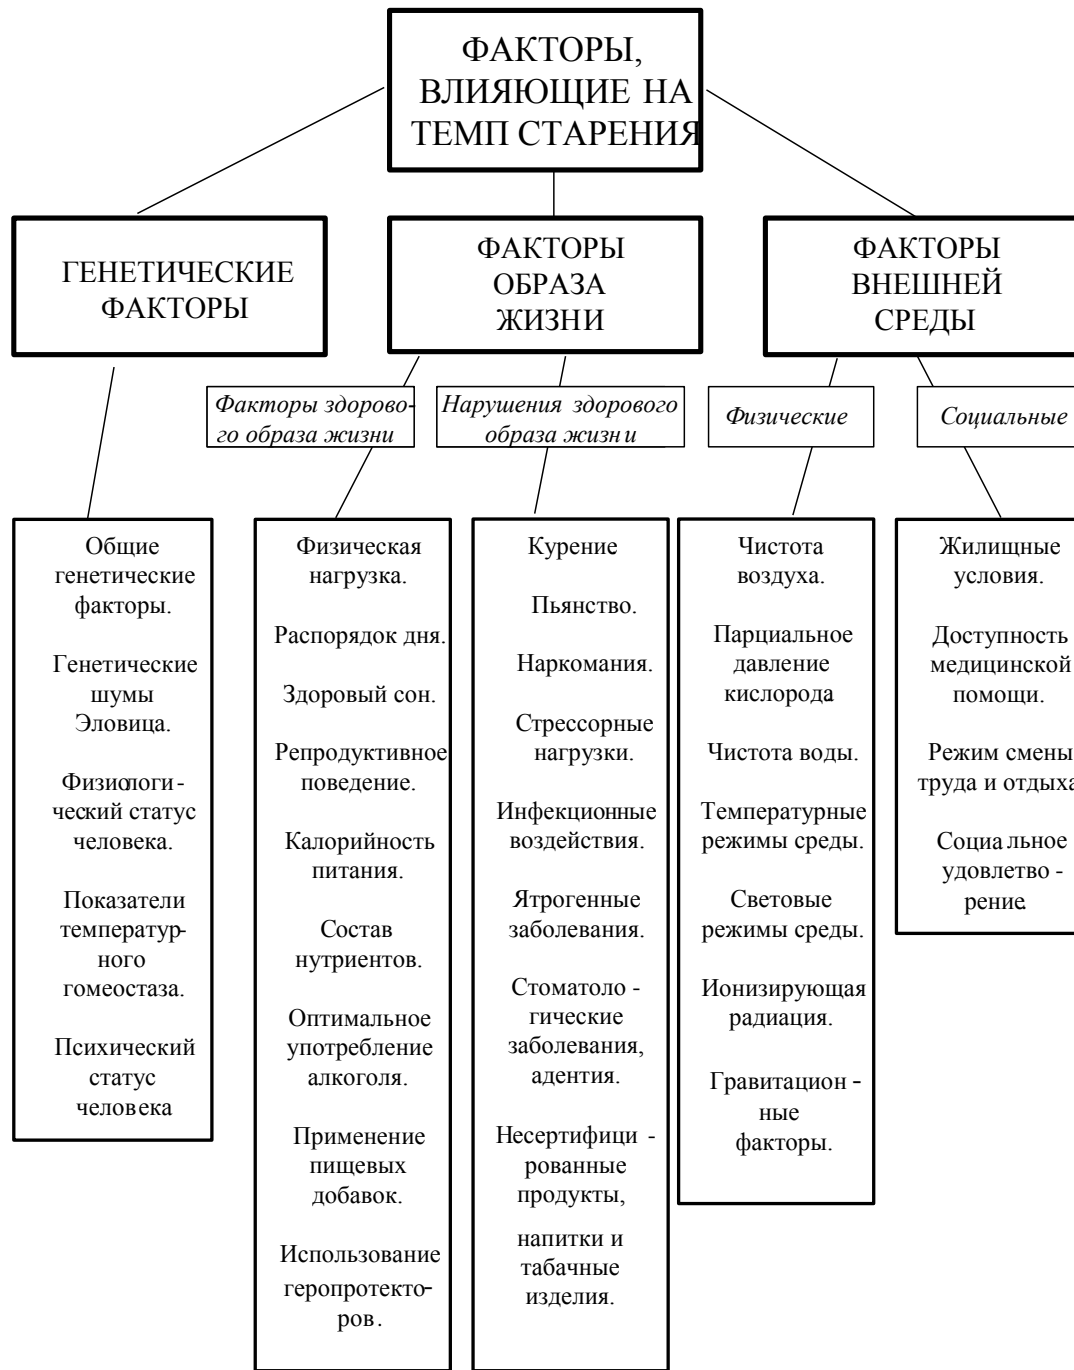 ФАКТОРЫ,
ВЛИЯЮЩИЕ НА
ТЕМП СТАРЕНИЯ
ГЕНЕТИЧЕСКИЕ
ФАКТОРЫ
ФАКТОРЫ
ОБРАЗА
ЖИЗНИ
ФАКТОРЫ
ВНЕШНЕЙ
СРЕДЫ
Факторы здорово-
го образа жизни
Нарушения здорового
образа жизни
Физические
Социальные
Общие
генетические
факторы.
Генетические
шумы
Эловица.
Физиологи-
ческий статус
человека.
Показатели
температур-
ного
гомеостаза.
Психический
статус
человека
Физическая
нагрузка.
Распорядок дня.
Здоровый сон.
Репродуктивное
поведение.
Калорийность
питания.
Состав
нутриентов.
Оптимальное
употребление
алкоголя.
Применение
пищевых
добавок.
Использование
геропротекто-
ров.
Курение
Пьянство.
Наркомания.
Стрессорные
нагрузки.
Инфекционные
воздействия.
Ятрогенные
заболевания.
Стоматоло-
гические
заболевания,
адентия.
Несертифици-
рованные
продукты,
напитки и
табачные
изделия.
Чистота
воздуха.
Парциальное
давление
кислорода
Чистота воды.
Температурные
режимы среды.
Световые
режимы среды.
Ионизирующая
радиация.
Гравитацион-
ные
факторы.
Жилищные
условия.
Доступность
медицинской
помощи.
Режим смены
труда и отдыха
Социальное
удовлетво-
рение.